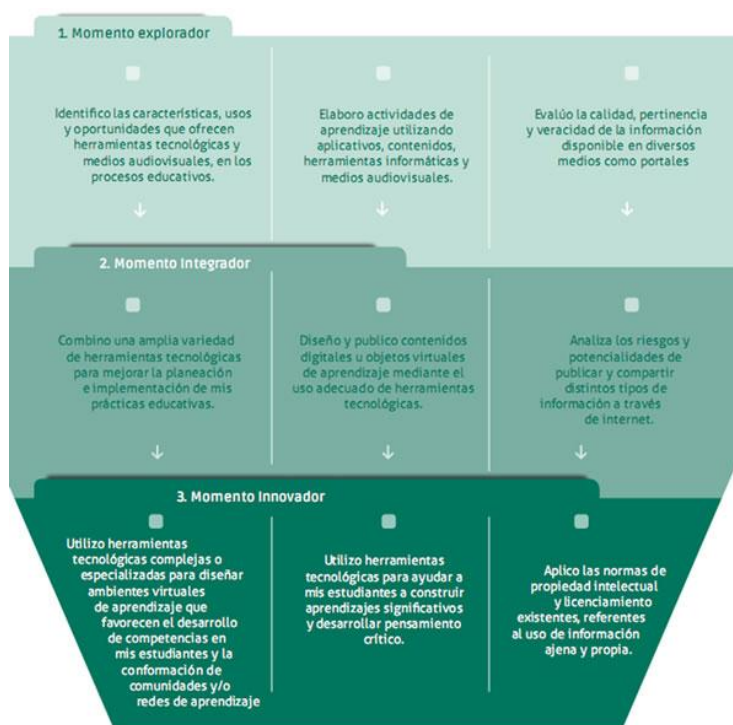 1. Momento explorador
Identifico las características, usos
y oportunidades que ofrecen
herramientas tecnológicas y
medios audiovisuales, en los
procesos educativos.
Elaboro actividades de
aprendizaje utilizando
aplicativos, contenidos,
herramientas informáticas y
medios audiovisuales.
Evalúo la calidad, pertinencia
y veracidad de la información
disponible en diversos
medios como portales
2. Momento Integrador
Combino una amplia variedad
de herramientas tecnológicas
para mejorar la planeación
e implementación de mis
prácticas educativas.
Diseño y publico contenidos
digitales u objetos virtuales
de aprendizaje mediante el
uso adecuado de herramientas
tecnológicas.
Analiza los riesgos y
potencialidades de
publicar y compartir
distintos tipos de
información a través
de internet.
3. Momento Innovador
Utilizo herramientas
tecnológicas complejas o
especializadas para diseñar
ambientes virtuales
de aprendizaje que
favorecen el desarrollo
de competencias en
mis estudiantes y la
conformación de
comunidades y/o
redes de aprendizaje
Utilizo herramientas
tecnológicas para ayudar a
mis estudiantes a construir
aprendizajes significativos
y desarrollar pensamiento
crítico.
Aplico las normas de
propiedad intelectual
y licenciamiento
existentes, referentes
al uso de información
ajena y propia.